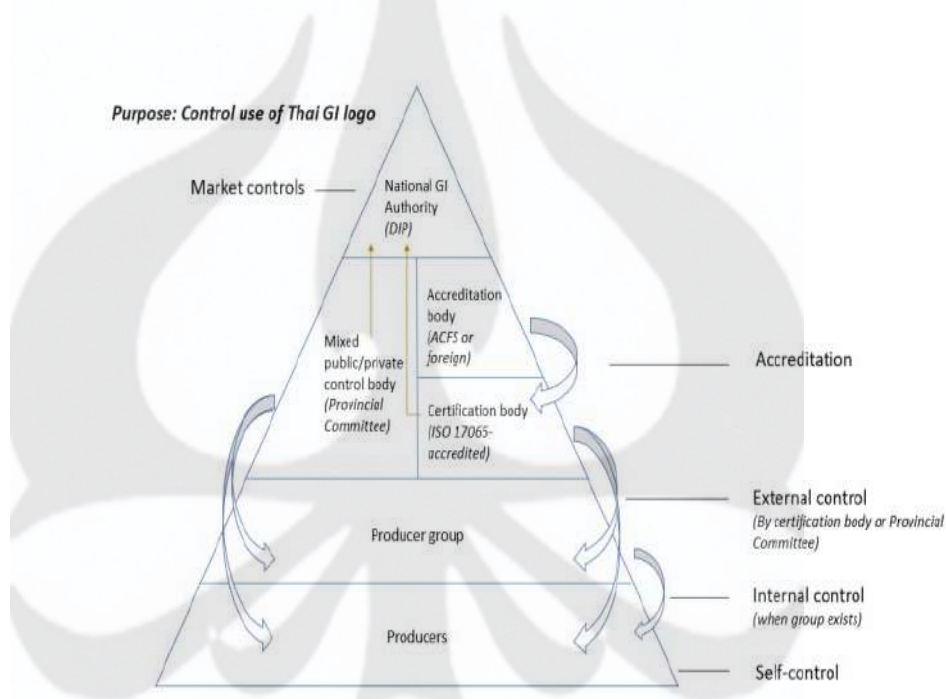 Purpose: Control use of Thai GI logo
Market controls
National GI
Authority
(DIP)
Accreditation
body
(ACFS or
foreign)
Mixed
public/private
control body
(Provincial
Committee)
Certification body
(ISO 17065-
accredited)
Accreditation
Producer group
External control
(By certification body or Provincial
Committee)
Internal control
(when group exists)
Producers
Self-control